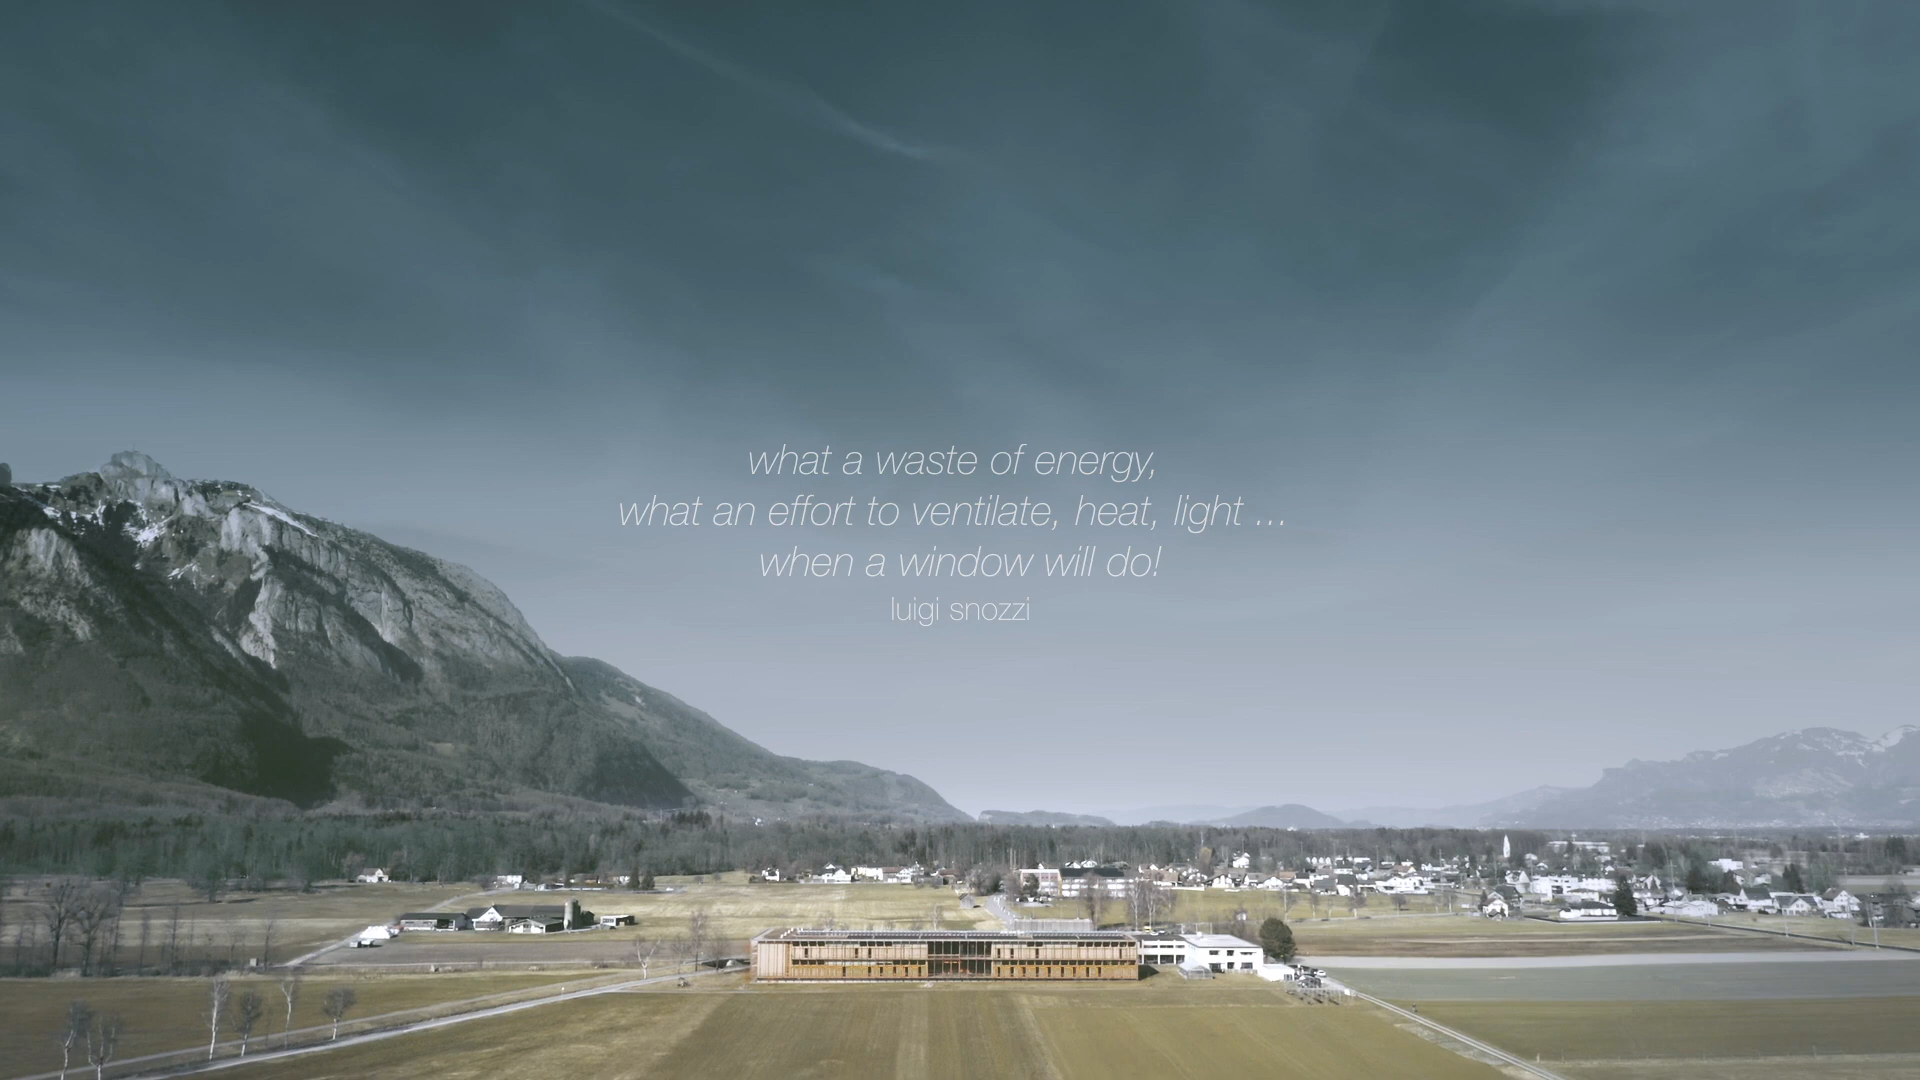 what a waste of energy,
what an effort to ventilate, heat, light ...
when a window will do!
luigi snozzi